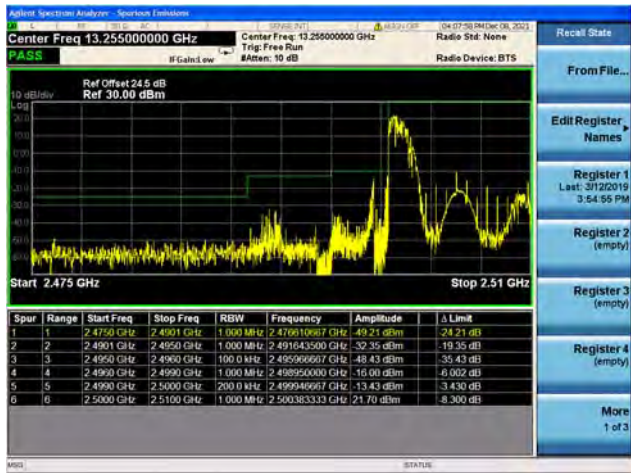 Agilent Spectrum Analyzer - Spurious Emissions
Center Freq 13.255000000 GHz
PASS
IFGain:Low
Center Freq: 13.255000000 GHz
Trig: Free Run
#Atten: 10 dB
04:07:58 PM Dec 08, 2021
Radio Std: None
Radio Device: BTS
Ref Offset 24.5 dB
10 dB/div Ref 30.00 dBm
Log
Start 2.475 GHz
Stop 2.51 GHz
Spur Range Start Freq Stop Freq RBW Frequency Amplitude Δ Limit
1 1 2.4750 GHz 2.4901 GHz 1.000 MHz 2.476610667 GHz -49.21 dBm -24.21 dB
2 2 2.4901 GHz 2.4950 GHz 1.000 MHz 2.491643500 GHz -32.35 dBm -19.35 dB
3 3 2.4950 GHz 2.4960 GHz 100.0 kHz 2.495966667 GHz -48.43 dBm -35.43 dB
4 4 2.4960 GHz 2.4990 GHz 1.000 MHz 2.498950000 GHz -16.00 dBm -6.002 dB
5 5 2.4990 GHz 2.5000 GHz 200.0 kHz 2.499946667 GHz -13.43 dBm -3.430 dB
6 6 2.5000 GHz 2.5100 GHz 1.000 MHz 2.500383333 GHz 21.70 dBm -8.300 dB
MSG
STATUS
Recall State
From File...
Edit Register
Names
Register 1
Last: 3/12/2019
3:54:55 PM
Register 2
(empty)
Register 3
(empty)
Register 4
(empty)
More
1 of 3